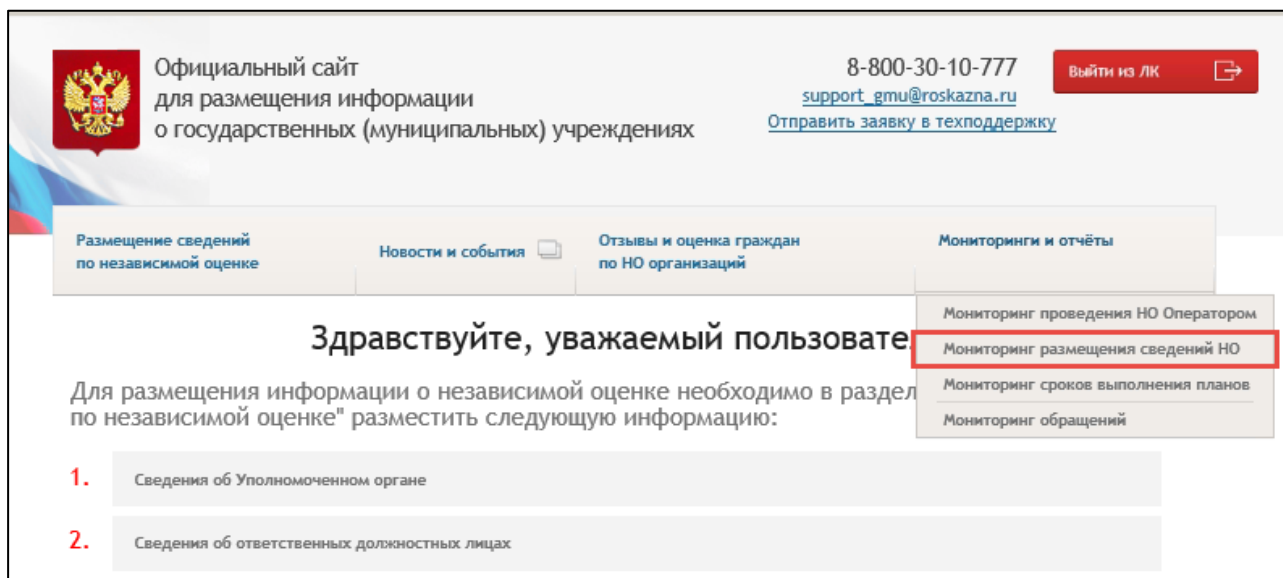 Официальный сайт
для размещения информации
о государственных (муниципальных) учреждениях
8-800-30-10-777
support_gmu@roskazna.ru
Отправить заявку в техподдержку
Выйти из ЛК
Размещение сведений
по независимой оценке
Новости и события
Отзывы и оценка граждан
по НО организаций
Мониторинги и отчёты
Мониторинг проведения НО Оператором
Мониторинг размещения сведений НО
Мониторинг сроков выполнения планов
Мониторинг обращений
Здравствуйте, уважаемый пользовате
Для размещения информации о независимой оценке необходимо в раздел
по независимой оценке" разместить следующую информацию:
1. Сведения об Уполномоченном органе
2. Сведения об ответственных должностных лицах